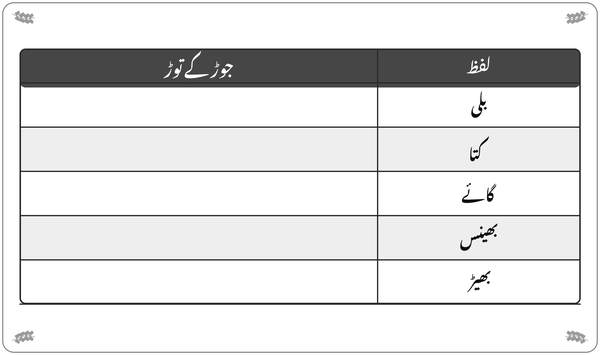 لفظ جوڑ کے توڑ
بلی
کتا
گائے
بھینس
بھیڑ